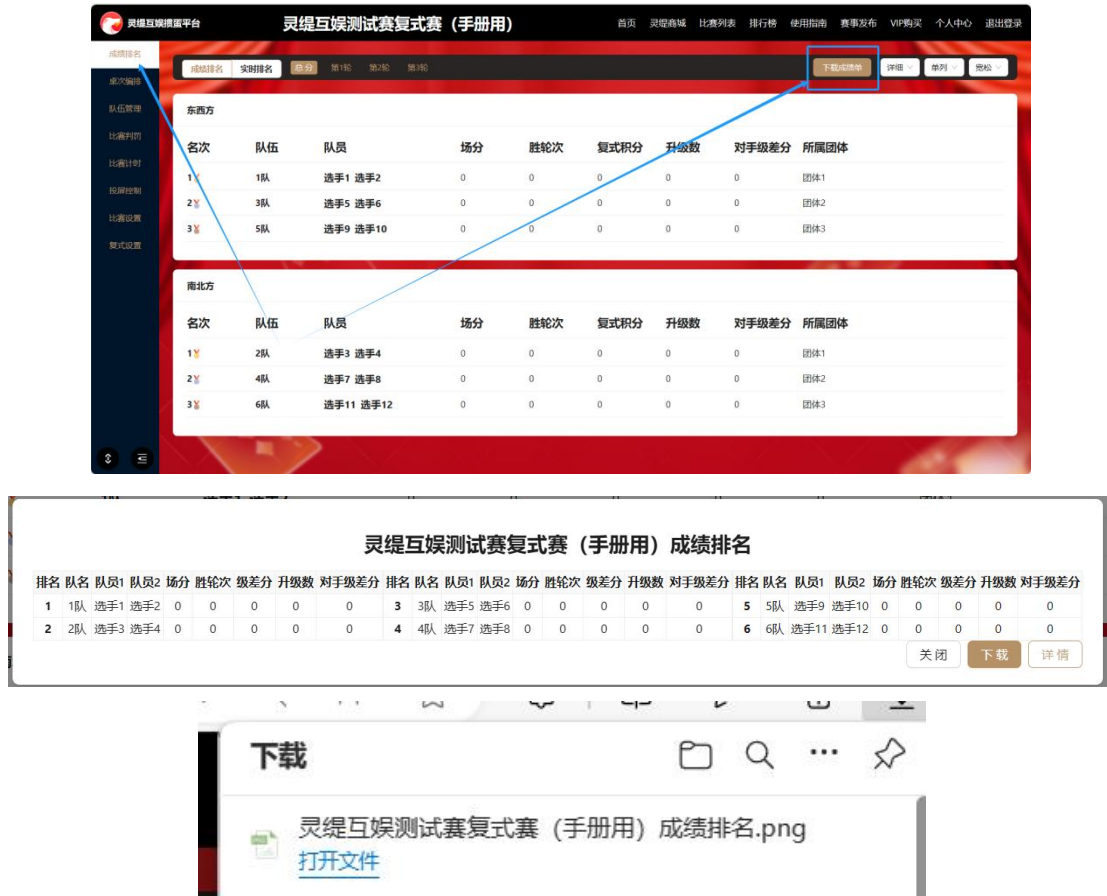 灵缇互娱掼蛋平台 灵缇互娱测试赛复式赛（手册用） 首页 灵缇商城 比赛列表 排行榜 使用指南 赛事发布 VIP购买 个人中心 退出登录
成绩排名
桌次编排
队伍管理
比赛判罚
比赛计时
投屏控制
比赛设置
复式设置
成绩排名 实时排名 总分 第1轮 第2轮 第3轮 下载成绩单 详细 单列 宽松
东西方
名次 队伍 队员 场分 胜轮次 复式积分 升级数 对手级差分 所属团体
1 1队 选手1 选手2 0 0 0 0 0 团体1
2 3队 选手5 选手6 0 0 0 0 0 团体2
3 5队 选手9 选手10 0 0 0 0 0 团体3
南北方
名次 队伍 队员 场分 胜轮次 复式积分 升级数 对手级差分 所属团体
1 2队 选手3 选手4 0 0 0 0 0 团体1
2 4队 选手7 选手8 0 0 0 0 0 团体2
3 6队 选手11 选手12 0 0 0 0 0 团体3
灵缇互娱测试赛复式赛（手册用）成绩排名
排名 队名 队员1 队员2 场分 胜轮次 级差分 升级数 对手级差分 排名 队名 队员1 队员2 场分 胜轮次 级差分 升级数 对手级差分 排名 队名 队员1 队员2 场分 胜轮次 级差分 升级数 对手级差分
1 1队 选手1 选手2 0 0 0 0 0 3 3队 选手5 选手6 0 0 0 0 0 5 5队 选手9 选手10 0 0 0 0 0
2 2队 选手3 选手4 0 0 0 0 0 4 4队 选手7 选手8 0 0 0 0 0 6 6队 选手11 选手12 0 0 0 0 0
关闭 下载 详情
下载
灵缇互娱测试赛复式赛（手册用）成绩排名.png
打开文件